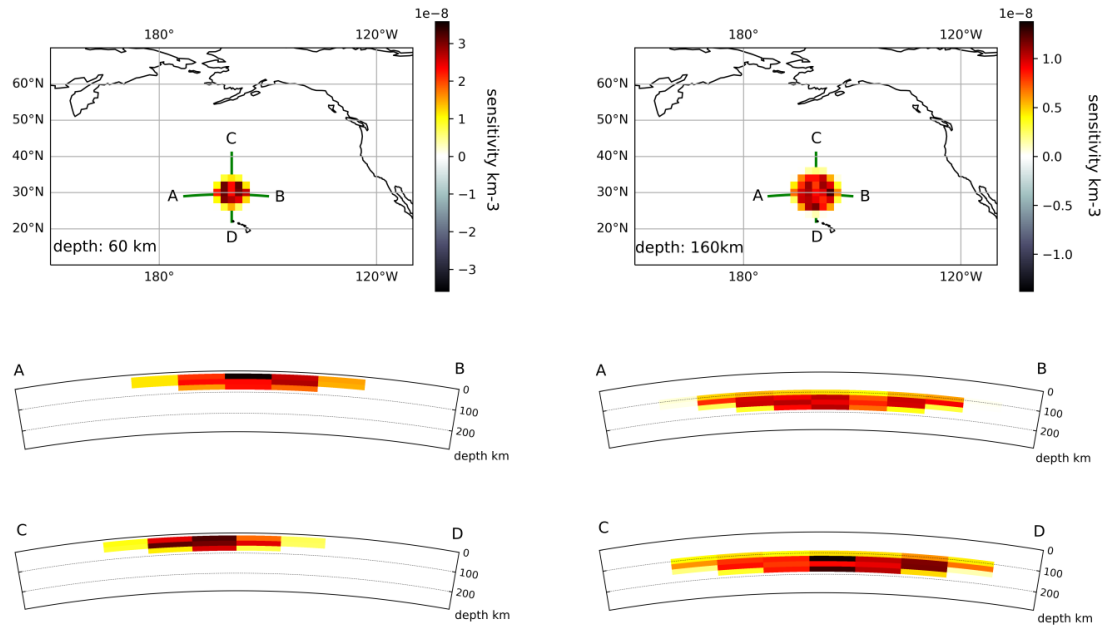 1e-8
1e-8
180°
120°W
180°
120°W
60°N
50°N
40°N
30°N
20°N
C
A
B
D
depth: 60 km
180°
120°W
3
2
1
0
−1
−2
−3
sensitivity km-3
60°N
50°N
40°N
30°N
20°N
C
A
B
D
depth: 160km
180°
120°W
1.0
0.5
0.0
−0.5
−1.0
sensitivity km-3
A
B
0
100
200
depth km
A
B
0
100
200
depth km
C
D
0
100
200
depth km
C
D
0
100
200
depth km